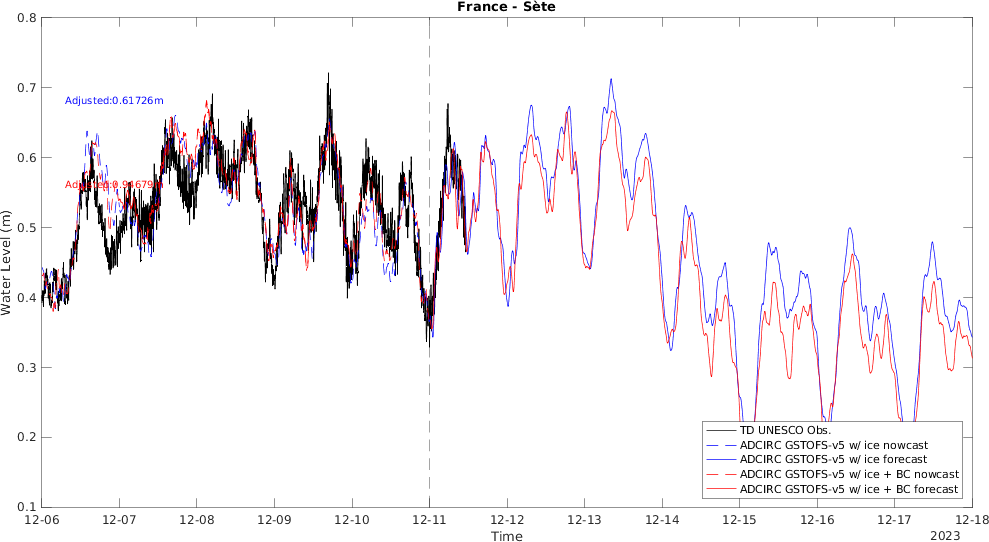 France - Sète
0.8
0.7
0.6
0.5
0.4
0.3
0.2
0.1
Water Level (m)
Adjusted:0.61726m
Adjusted:0.91679m
TD UNESCO Obs.
ADCIRC GSTOFS-v5 w/ ice nowcast
ADCIRC GSTOFS-v5 w/ ice forecast
ADCIRC GSTOFS-v5 w/ ice + BC nowcast
ADCIRC GSTOFS-v5 w/ ice + BC forecast
12-06 12-07 12-08 12-09 12-10 12-11 12-12 12-13 12-14 12-15 12-16 12-17 12-18
Time
2023